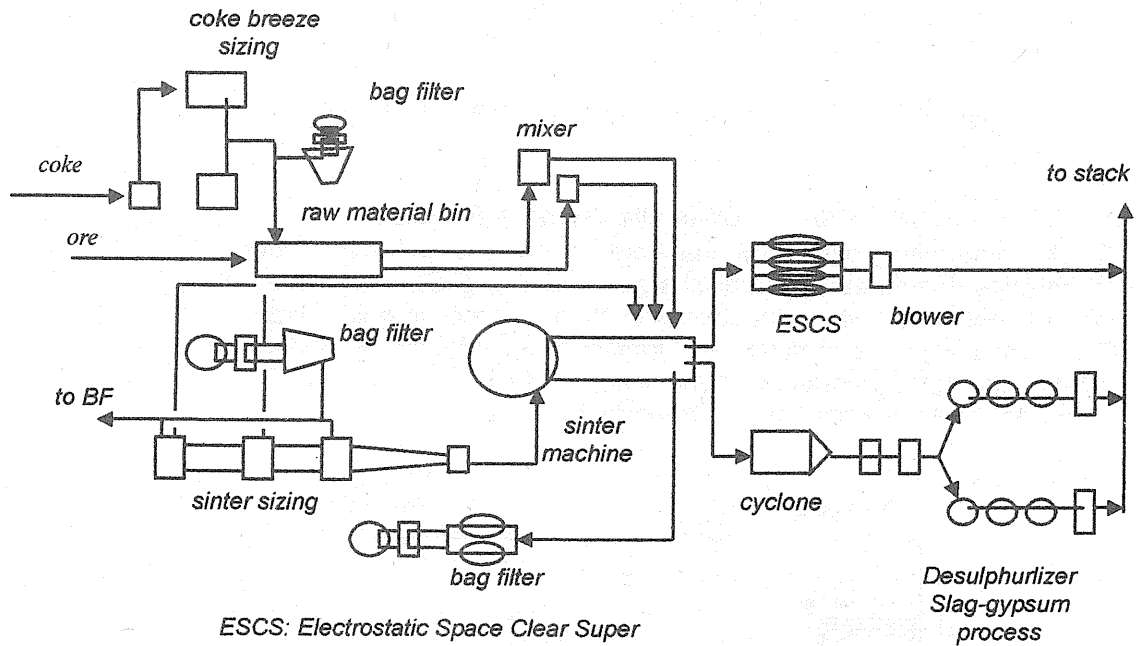 coke breeze
sizing
bag filter
mixer
coke
to stack
raw material bin
ore
bag filter
ESCS
blower
to BF
sinter
machine
sinter sizing
cyclone
bag filter
Desulphurlizer
Slag-gypsum
process
ESCS: Electrostatic Space Clear Super